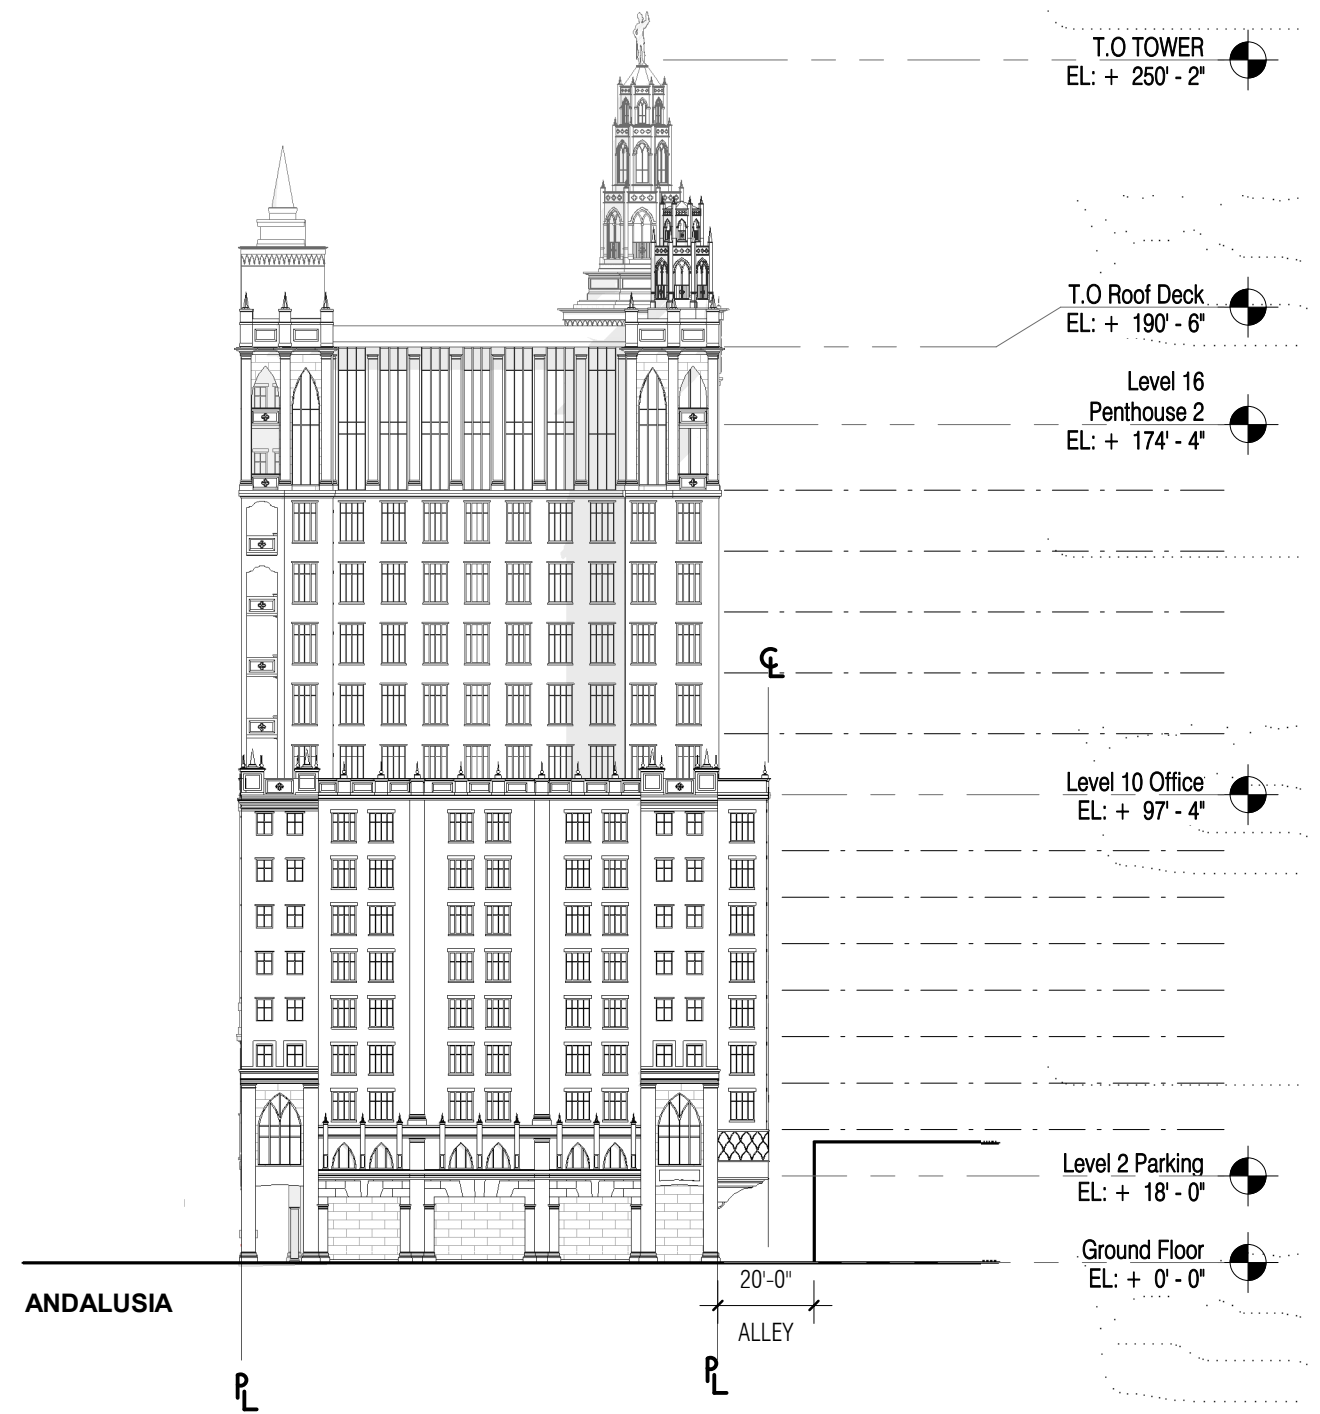 T.O TOWER
EL: + 250' - 2"
T.O Roof Deck
EL: + 190' - 6"
Level 16
Penthouse 2
EL: + 174' - 4"
CL
Level 10 Office
EL: + 97' - 4"
Level 2 Parking
EL: + 18' - 0"
Ground Floor
EL: + 0' - 0"
20'-0"
ANDALUSIA
ALLEY
PL
PL